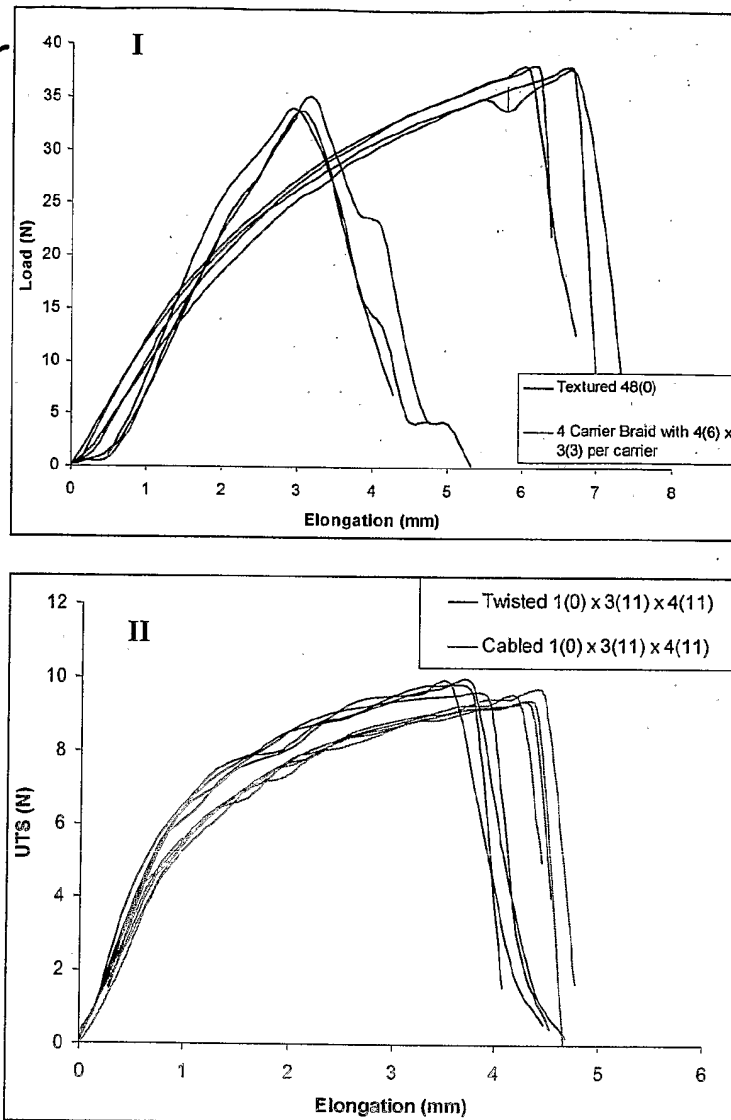 I
40
35
30
25
20
15
10
5
0
Load (N)
0 1 2 3 4 5 6 7 8
Elongation (mm)
Textured 48(0)
4 Carrier Braid with 4(6) x
3(3) per carrier
II
12
10
8
6
4
2
0
UTS (N)
0 1 2 3 4 5 6
Elongation (mm)
Twisted 1(0) x 3(11) x 4(11)
Cabled 1(0) x 3(11) x 4(11)